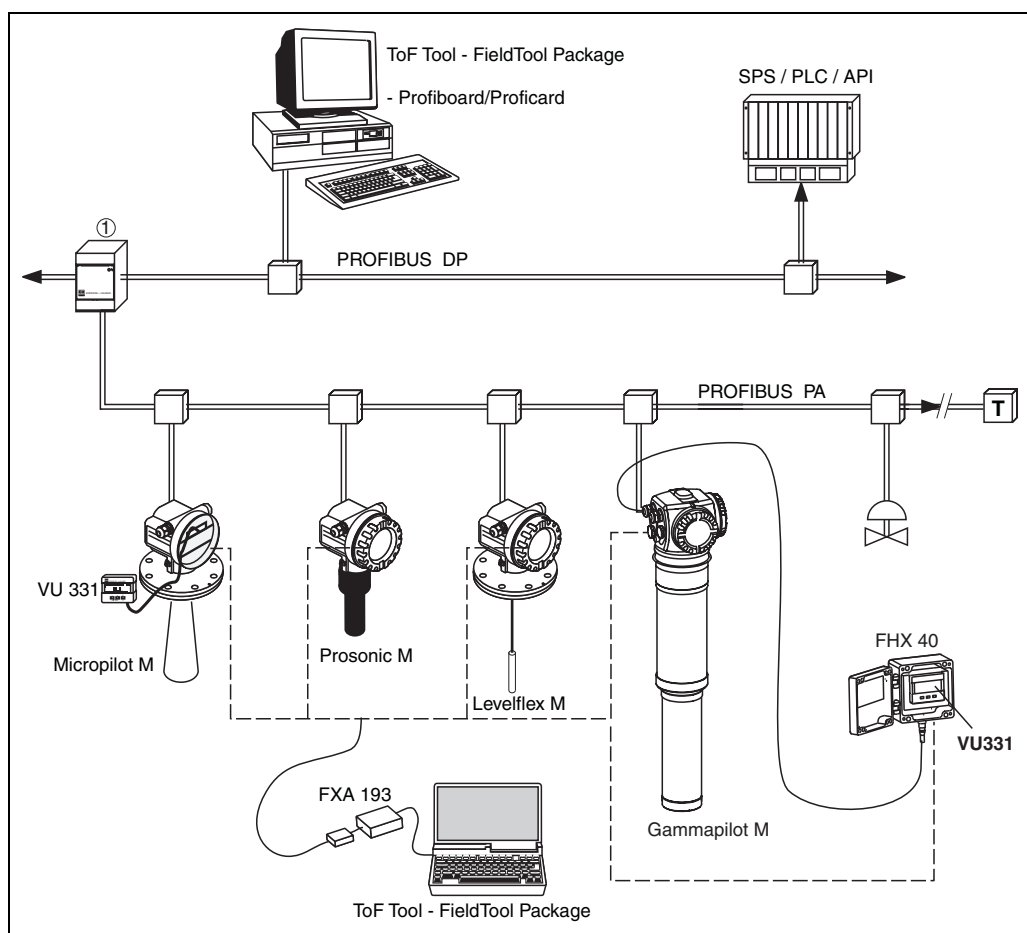 ToF Tool - FieldTool Package
- Profiboard/Proficard
SPS / PLC / API
①
PROFIBUS DP
PROFIBUS PA
T
VU 331
Micropilot M
Prosonic M
Levelflex M
FHX 40
VU331
FXA 193
Gammapilot M
ToF Tool - FieldTool Package